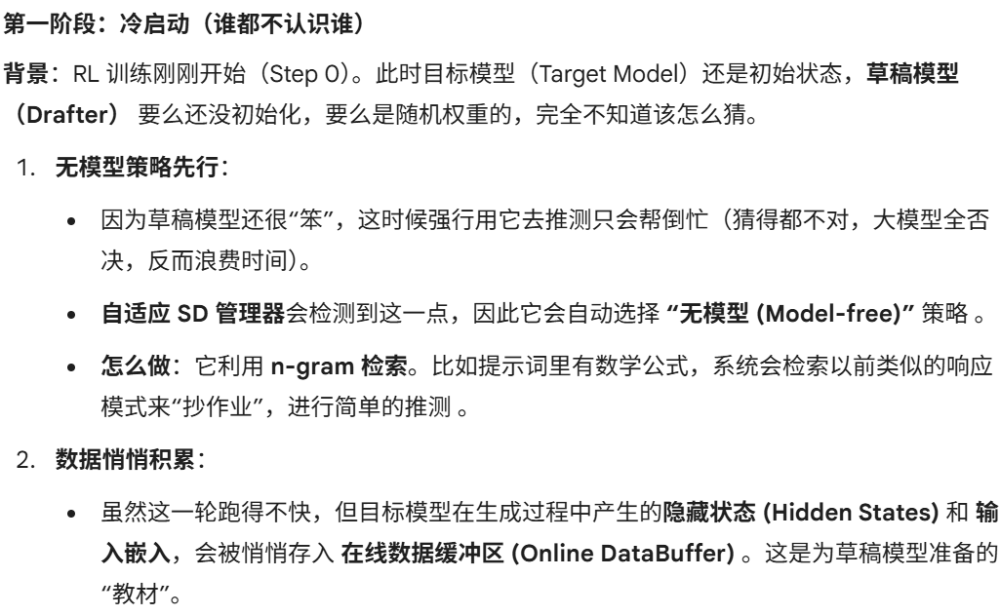 第一阶段：冷启动（谁都不认识谁）
背景：RL 训练刚刚开始（Step 0）。此时目标模型（Target Model）还是初始状态，草稿模型
（Drafter） 要么还没初始化，要么是随机权重的，完全不知道该怎么猜。
1. 无模型策略先行：
• 因为草稿模型还很“笨”，这时候强行用它去推测只会帮倒忙（猜得都不对，大模型全否
决，反而浪费时间）。
• 自适应 SD 管理器会检测到这一点，因此它会自动选择 “无模型 (Model-free)” 策略 。
• 怎么做：它利用 n-gram 检索。比如提示词里有数学公式，系统会检索以前类似的响应
模式来“抄作业”，进行简单的推测 。
2. 数据悄悄积累：
• 虽然这一轮跑得不快，但目标模型在生成过程中产生的隐藏状态 (Hidden States) 和 输
入嵌入，会被悄悄存入 在线数据缓冲区 (Online DataBuffer) 。这是为草稿模型准备的
“教材”。